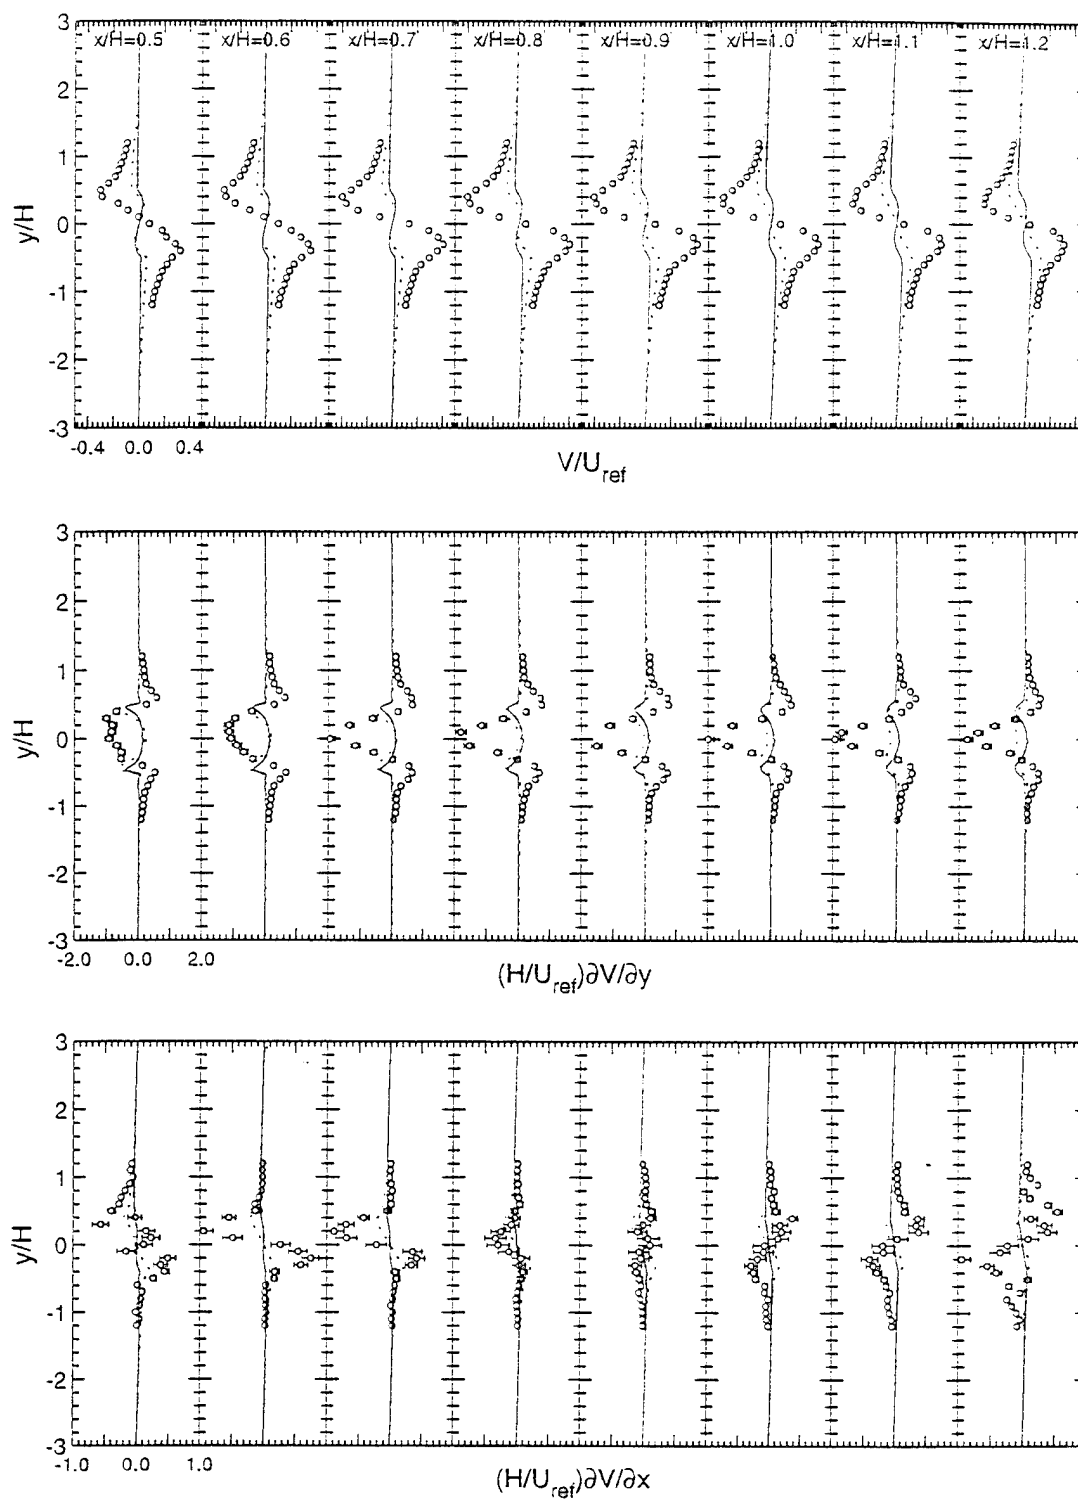 x/H=0.5 x/H=0.6 x/H=0.7 x/H=0.8 x/H=0.9 x/H=1.0 x/H=1.1 x/H=1.2
3
2
1
0
-1
-2
-3
y/H
-0.4 0.0 0.4
V/U_ref
3
2
1
0
-1
-2
-3
y/H
-2.0 0.0 2.0
(H/U_ref)∂V/∂y
3
2
1
0
-1
-2
-3
y/H
-1.0 0.0 1.0
(H/U_ref)∂V/∂x